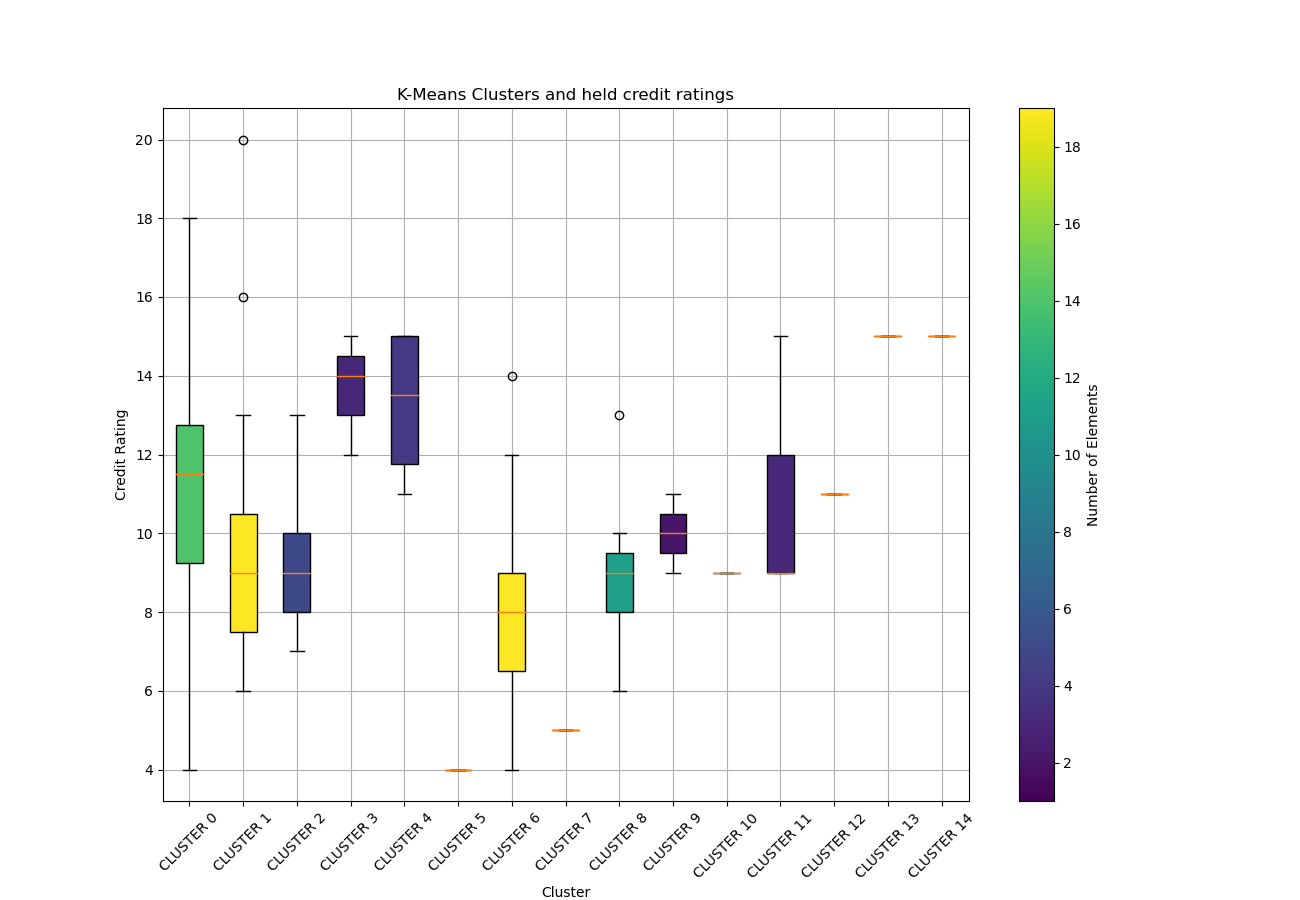 K-Means Clusters and held credit ratings
Credit Rating
20
18
16
14
12
10
8
6
4
CLUSTER 0
CLUSTER 1
CLUSTER 2
CLUSTER 3
CLUSTER 4
CLUSTER 5
CLUSTER 6
CLUSTER 7
CLUSTER 8
CLUSTER 9
CLUSTER 10
CLUSTER 11
CLUSTER 12
CLUSTER 13
CLUSTER 14
Cluster
18
16
14
12
10
8
6
4
2
Number of Elements